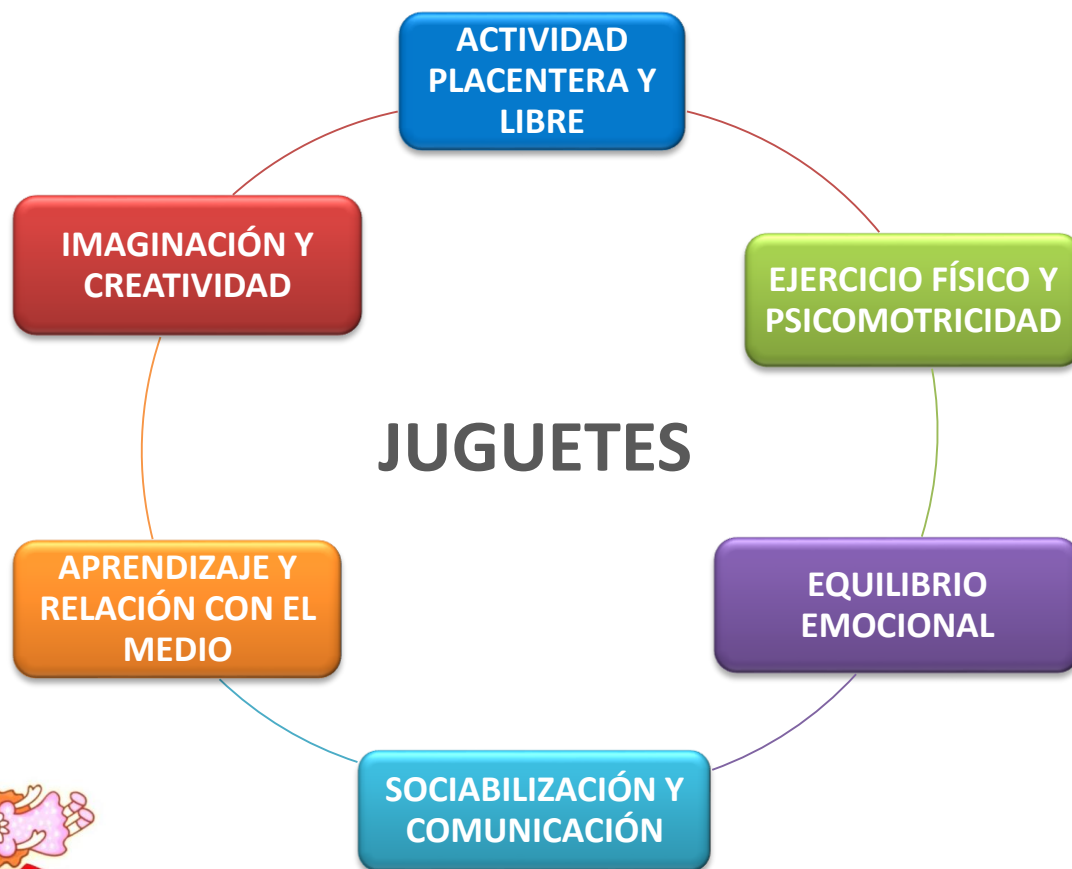 ACTIVIDAD
PLACENTERA Y
LIBRE
IMAGINACIÓN Y
CREATIVIDAD
EJERCICIO FÍSICO Y
PSICOMOTRICIDAD
JUGUETES
APRENDIZAJE Y
RELACIÓN CON EL
MEDIO
EQUILIBRIO
EMOCIONAL
SOCIABILIZACIÓN Y
COMUNICACIÓN